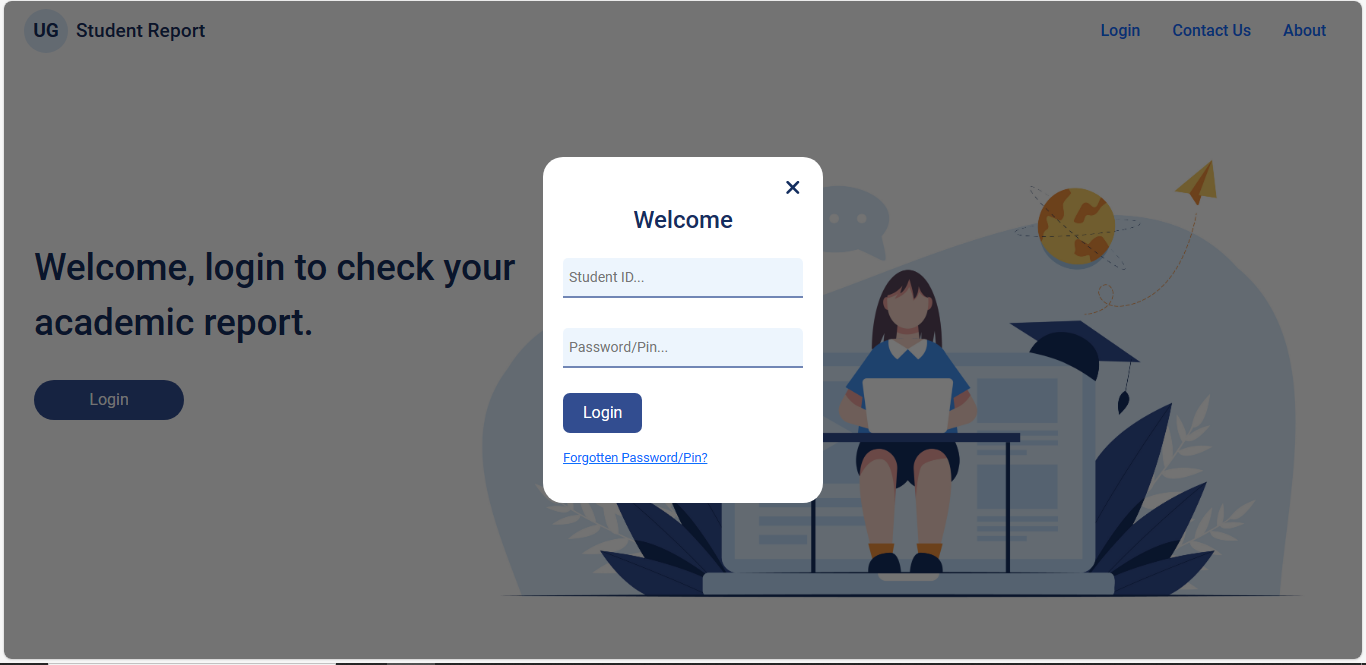 UG Student Report
Login Contact Us About
Welcome, login to check your
academic report.
Login
Welcome
Student ID...
Password/Pin...
Login
Forgotten Password/Pin?